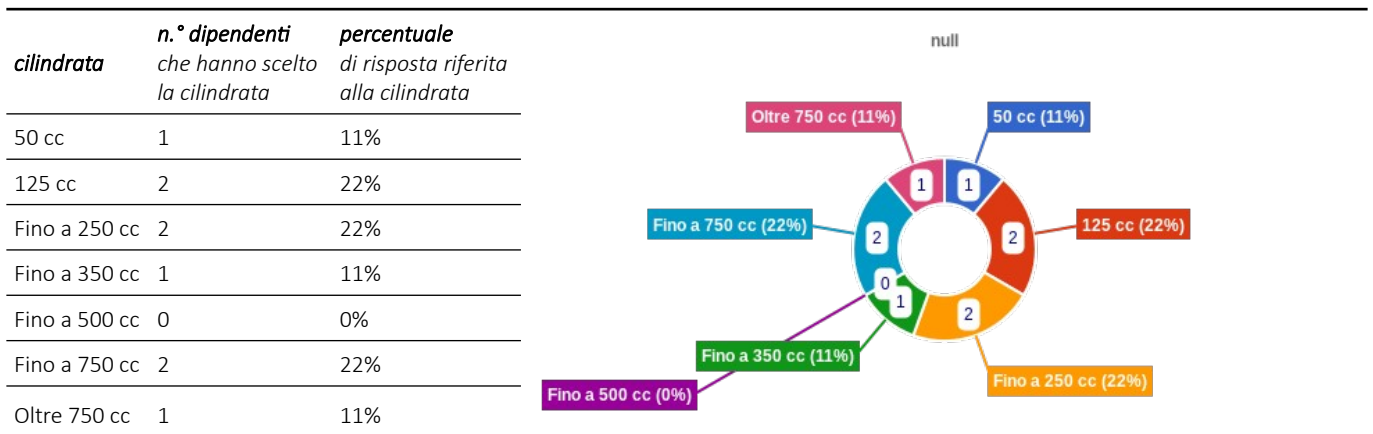 cilindrata
n.° dipendenti
che hanno scelto
la cilindrata
percentuale
di risposta riferita
alla cilindrata
50 cc 1 11%
125 cc 2 22%
Fino a 250 cc 2 22%
Fino a 350 cc 1 11%
Fino a 500 cc 0 0%
Fino a 750 cc 2 22%
Oltre 750 cc 1 11%
null
Oltre 750 cc (11%)
50 cc (11%)
1
1
Fino a 750 cc (22%)
125 cc (22%)
2
2
0
1
2
Fino a 350 cc (11%)
Fino a 500 cc (0%)
Fino a 250 cc (22%)